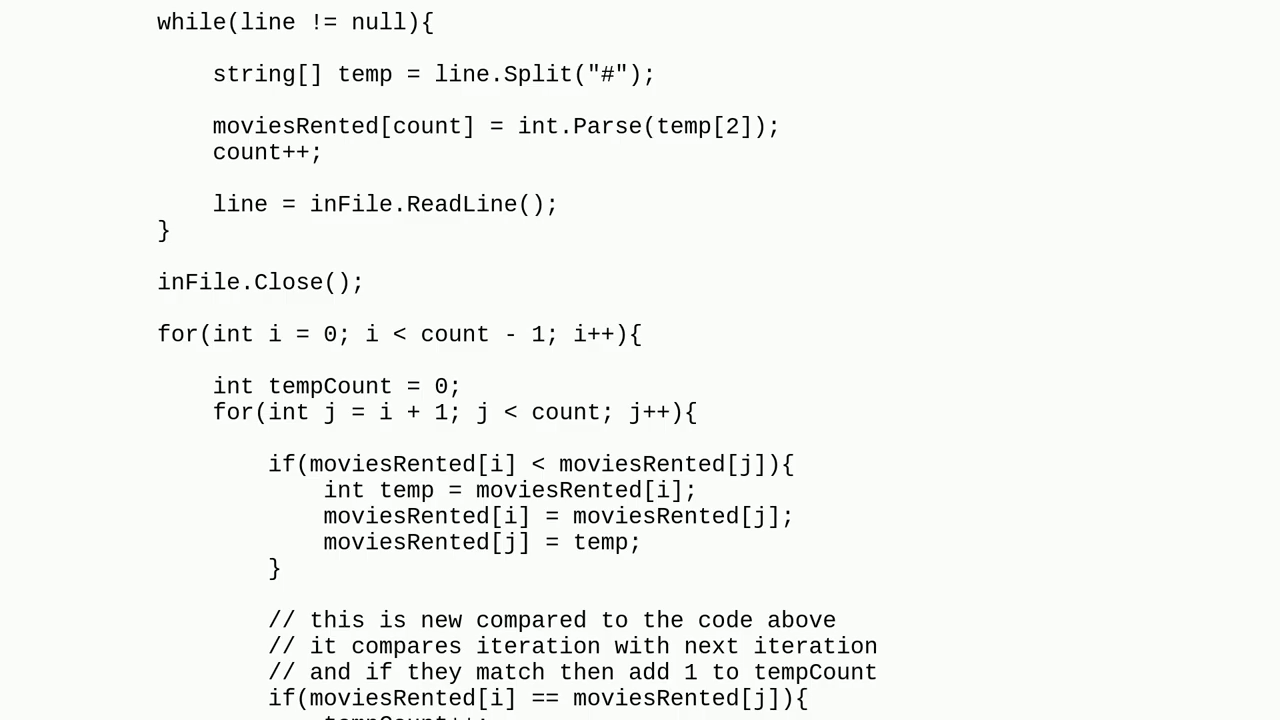 while(line != null){
string[] temp = line.Split("#");
moviesRented[count] = int.Parse(temp[2]);
count++;
line = inFile.ReadLine();
}
inFile.Close();
for(int i = 0; i < count - 1; i++){
int tempCount = 0;
for(int j = i + 1; j < count; j++){
if(moviesRented[i] < moviesRented[j]){
int temp = moviesRented[i];
moviesRented[i] = moviesRented[j];
moviesRented[j] = temp;
}
// this is new compared to the code above
// it compares iteration with next iteration
// and if they match then add 1 to tempCount
if(moviesRented[i] == moviesRented[j]){